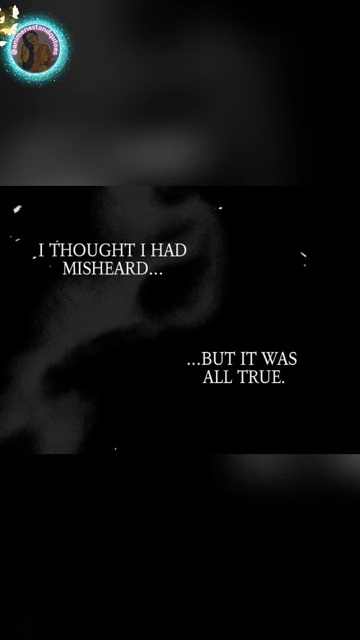 I THOUGHT I HAD
MISHEARD...
...BUT IT WAS
ALL TRUE.